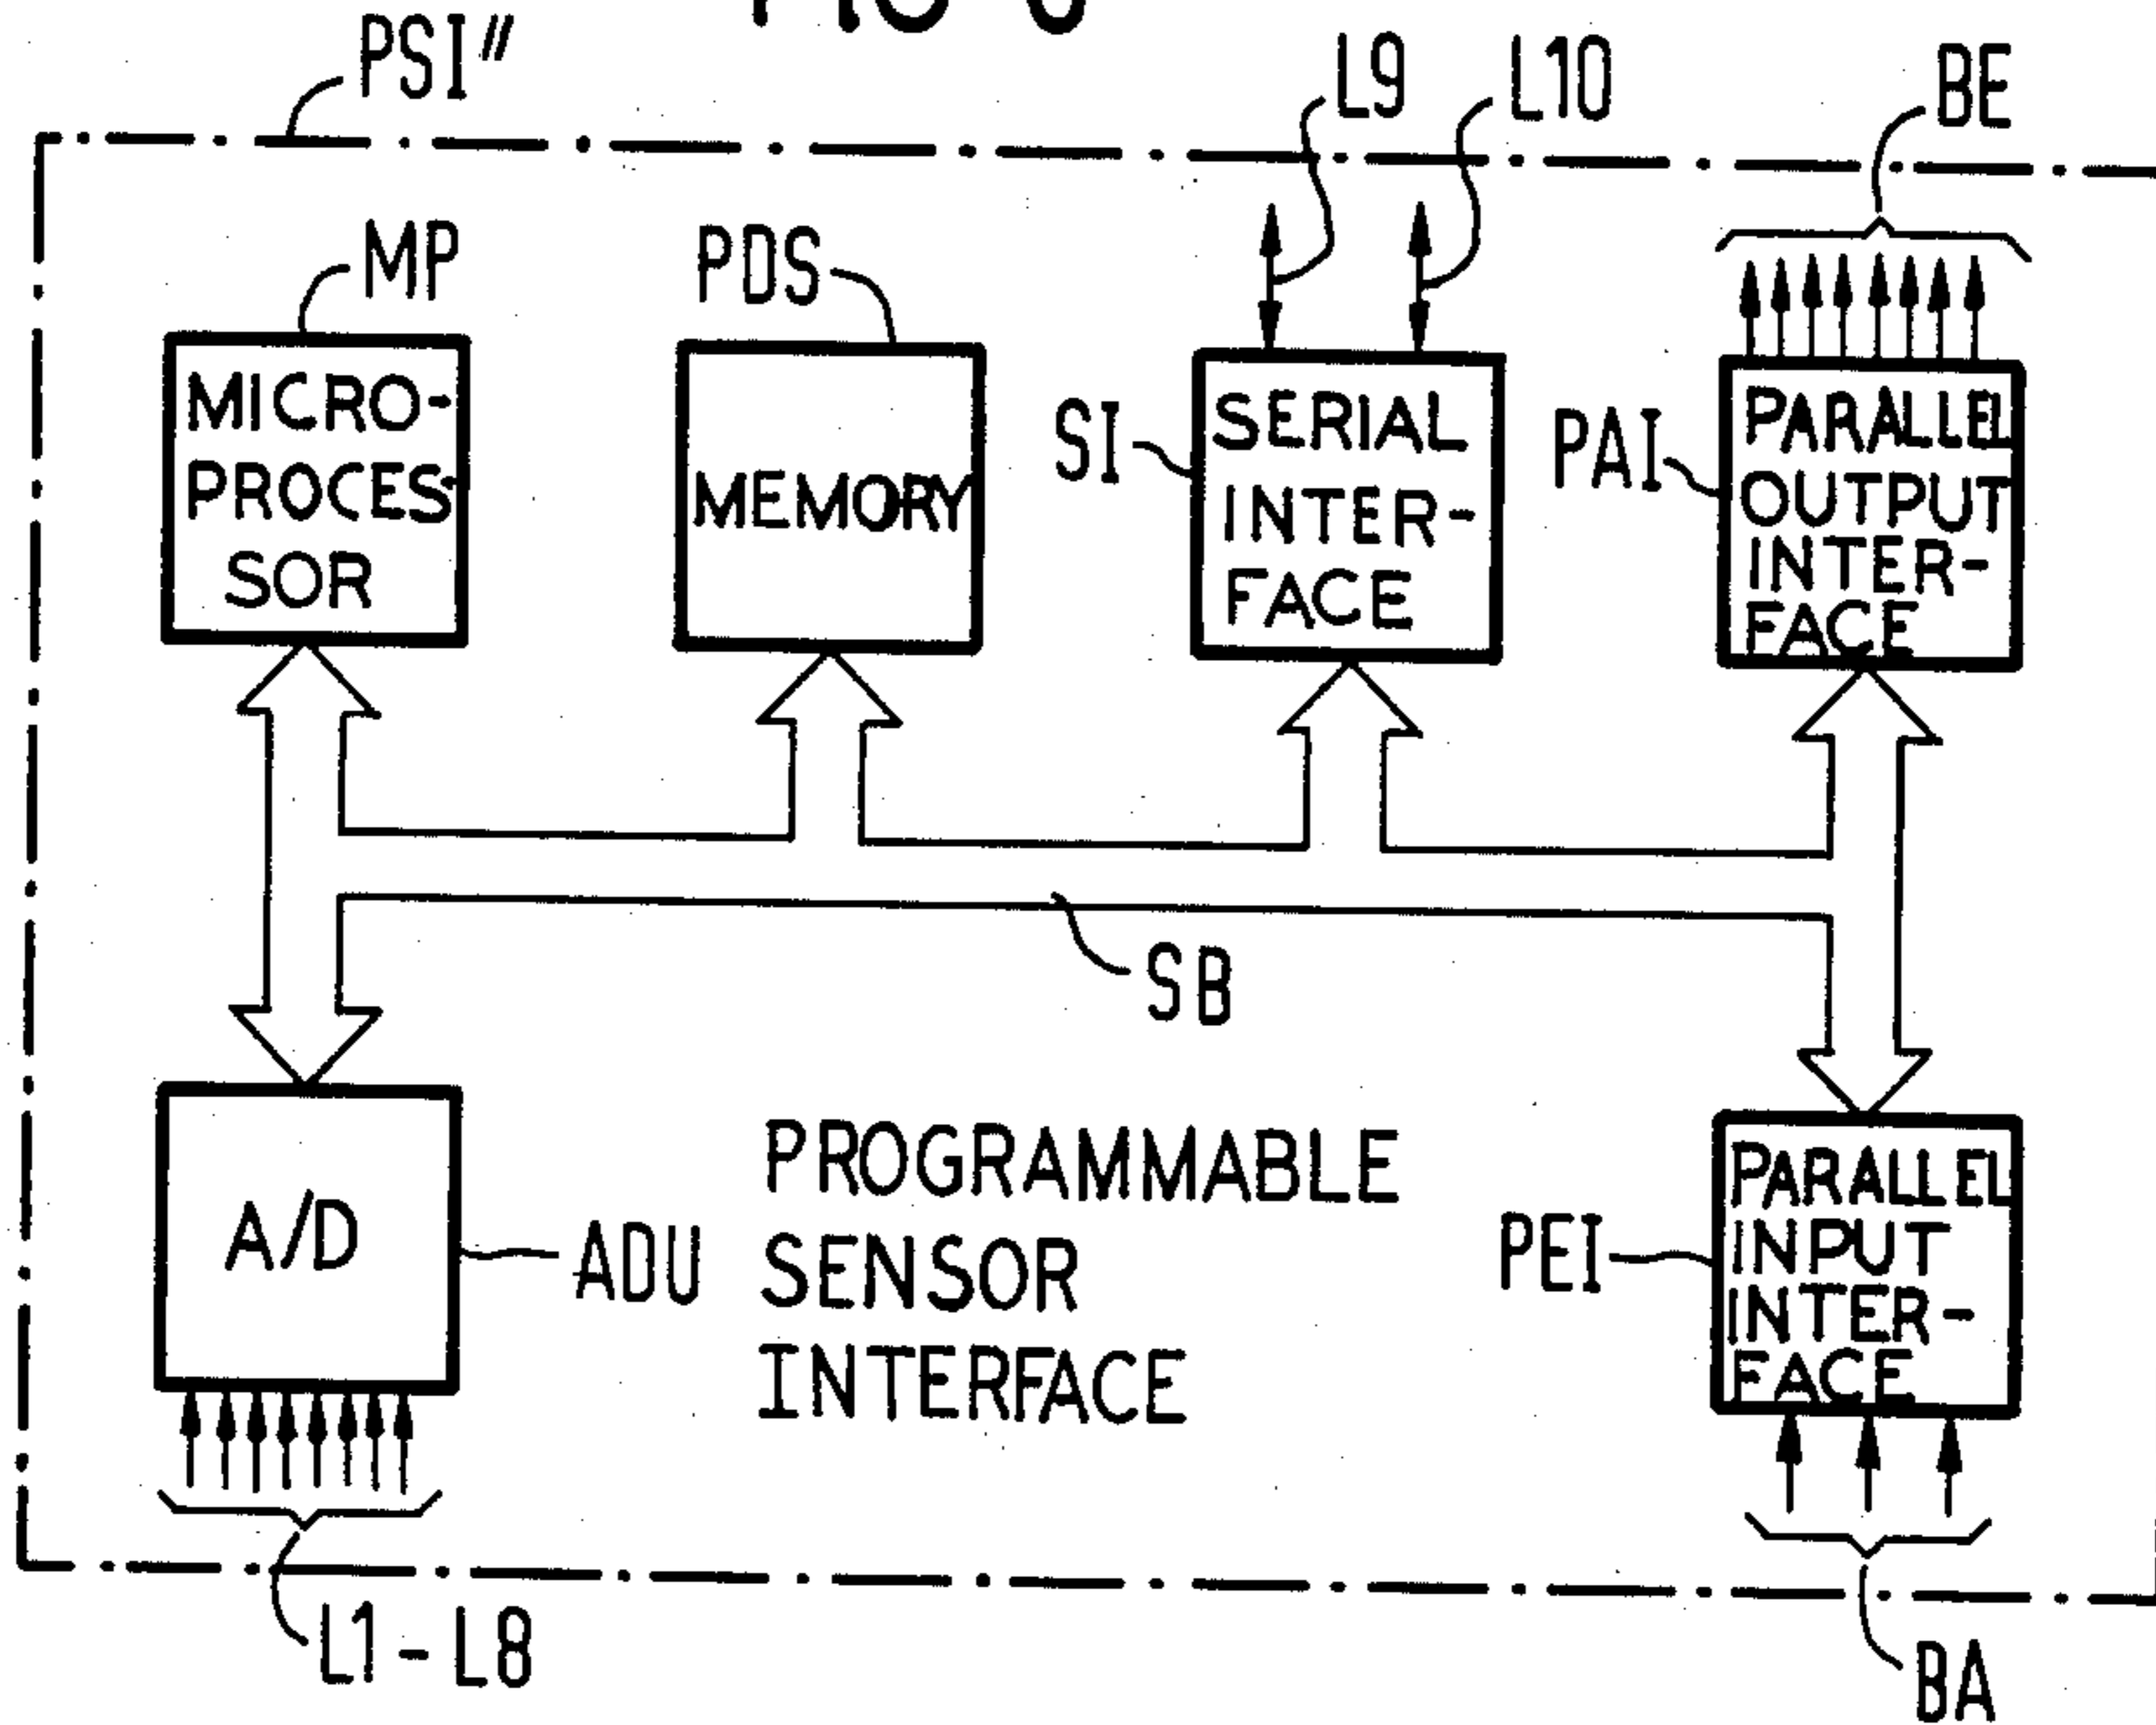 PSI"
L9
L10
BE
MP
PDS
MICRO-
PROCES-
SOR
MEMORY
SI
SERIAL
INTER-
FACE
PAI
PARALLEL
OUTPUT
INTER-
FACE
SB
A/D
ADU
PROGRAMMABLE
SENSOR
INTERFACE
PEI
PARALLEL
INPUT
INTER-
FACE
L1-L8
BA